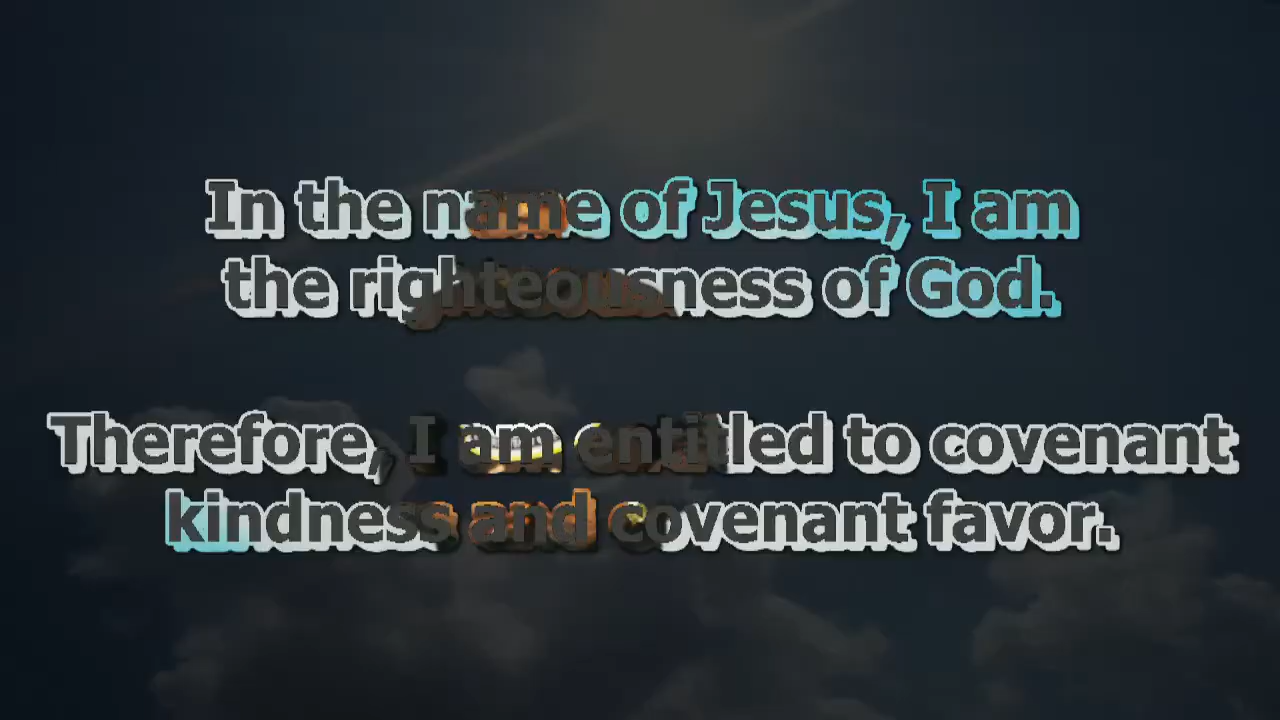 In the name of Jesus, I am
the righteousness of God.
Therefore, I am entitled to covenant
kindness and covenant favor.